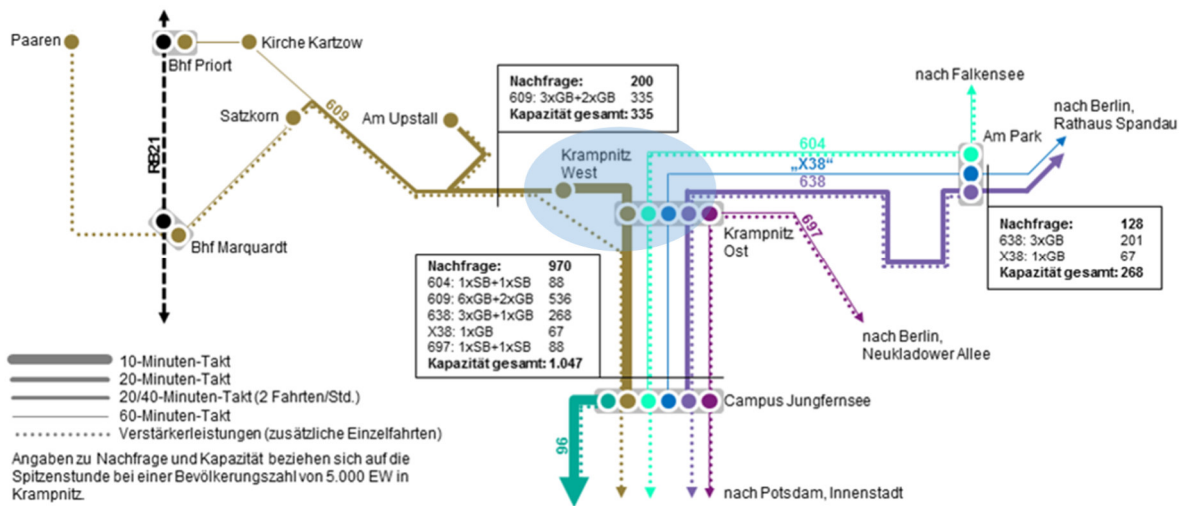 Paaren
Bhf Priort
Kirche Kartzow
RB21
Satzkorn
609
Am Upstall
Bhf Marquardt
Nachfrage: 200
609: 3xGB+2xGB 335
Kapazität gesamt: 335
Krampnitz
West
604
„X38“
638
nach Falkensee
Am Park
nach Berlin,
Rathaus Spandau
Krampnitz
Ost
697
Nachfrage: 128
638: 3xGB 201
X38: 1xGB 67
Kapazität gesamt: 268
Nachfrage: 970
604: 1xSB+1xSB 88
609: 6xGB+2xGB 536
638: 3xGB+1xGB 268
X38: 1xGB 67
697: 1xSB+1xSB 88
Kapazität gesamt: 1.047
nach Berlin,
Neukladower Allee
Campus Jungfernsee
96
nach Potsdam, Innenstadt
10-Minuten-Takt
20-Minuten-Takt
20/40-Minuten-Takt (2 Fahrten/Std.)
60-Minuten-Takt
Verstärkerleistungen (zusätzliche Einzelfahrten)
Angaben zu Nachfrage und Kapazität beziehen sich auf die
Spitzenstunde bei einer Bevölkerungszahl von 5.000 EW in
Krampnitz.